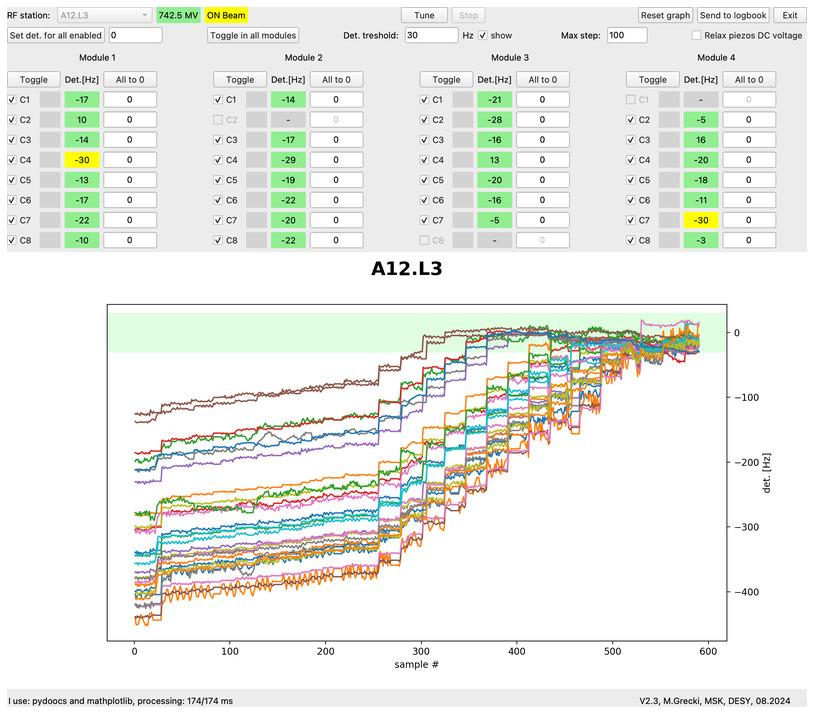 RF station: A12.L3 742.5 MV ON Beam Tune Stop Reset graph Send to logbook Exit
Set det. for all enabled 0 Toggle in all modules Det. treshold: 30 Hz show Max step: 100 Relax piezos DC voltage
Module 1 Module 2 Module 3 Module 4
Toggle Det.[Hz] All to 0 Toggle Det.[Hz] All to 0 Toggle Det.[Hz] All to 0 Toggle Det.[Hz] All to 0
C1 -17 0 C1 -14 0 C1 -21 0 C1 - 0
C2 10 0 C2 - 0 C2 -28 0 C2 -5 0
C3 -14 0 C3 -17 0 C3 -16 0 C3 16 0
C4 -30 0 C4 -29 0 C4 13 0 C4 -20 0
C5 -13 0 C5 -19 0 C5 -20 0 C5 -18 0
C6 -17 0 C6 -22 0 C6 -16 0 C6 -11 0
C7 -22 0 C7 -20 0 C7 -5 0 C7 -30 0
C8 -10 0 C8 -22 0 C8 - 0 C8 -3 0
A12.L3
0
−100
−200
−300
−400
det. [Hz]
0 100 200 300 400 500 600
sample #
I use: pydoocs and mathplotlib, processing: 174/174 ms V2.3, M.Grecki, MSK, DESY, 08.2024